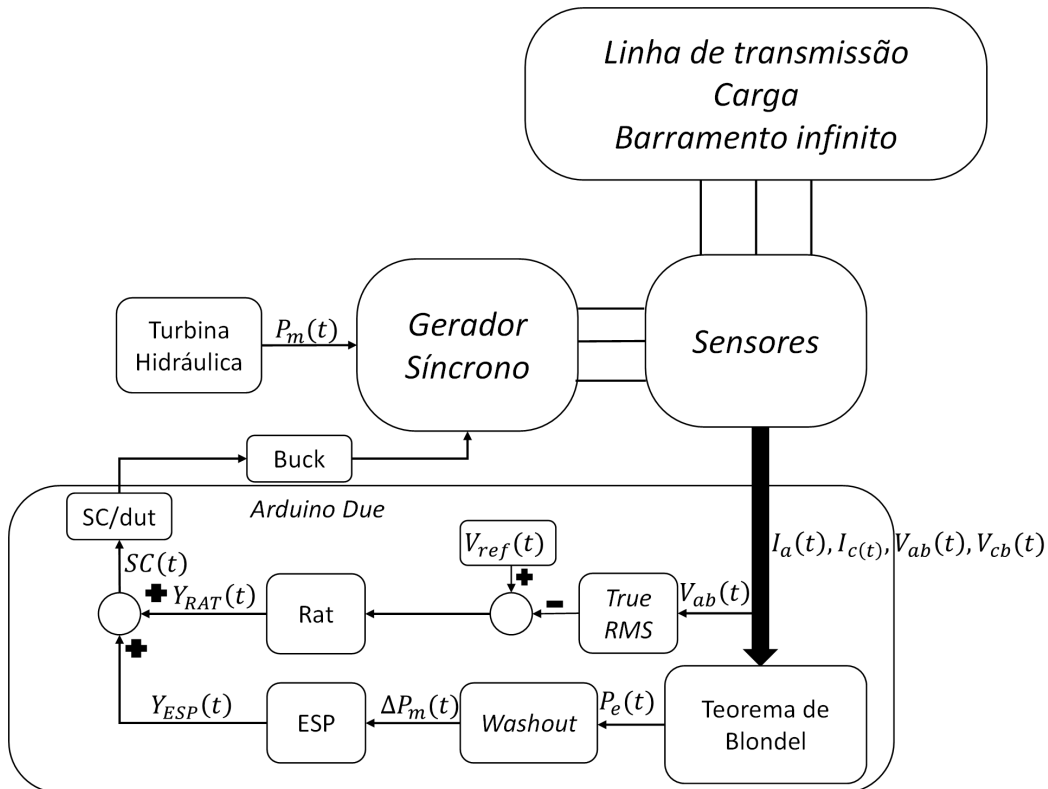 Linha de transmissão
Carga
Barramento infinito
Turbina
Hidráulica
P_m(t)
Gerador
Síncrono
Sensores
Buck
SC/dut
Arduino Due
SC(t)
V_ref(t)
I_a(t), I_c(t), V_ab(t), V_cb(t)
+
Y_RAT(t)
Rat
+
−
True
RMS
V_ab(t)
+
Y_ESP(t)
ESP
ΔP_m(t)
Washout
P_e(t)
Teorema de
Blondel